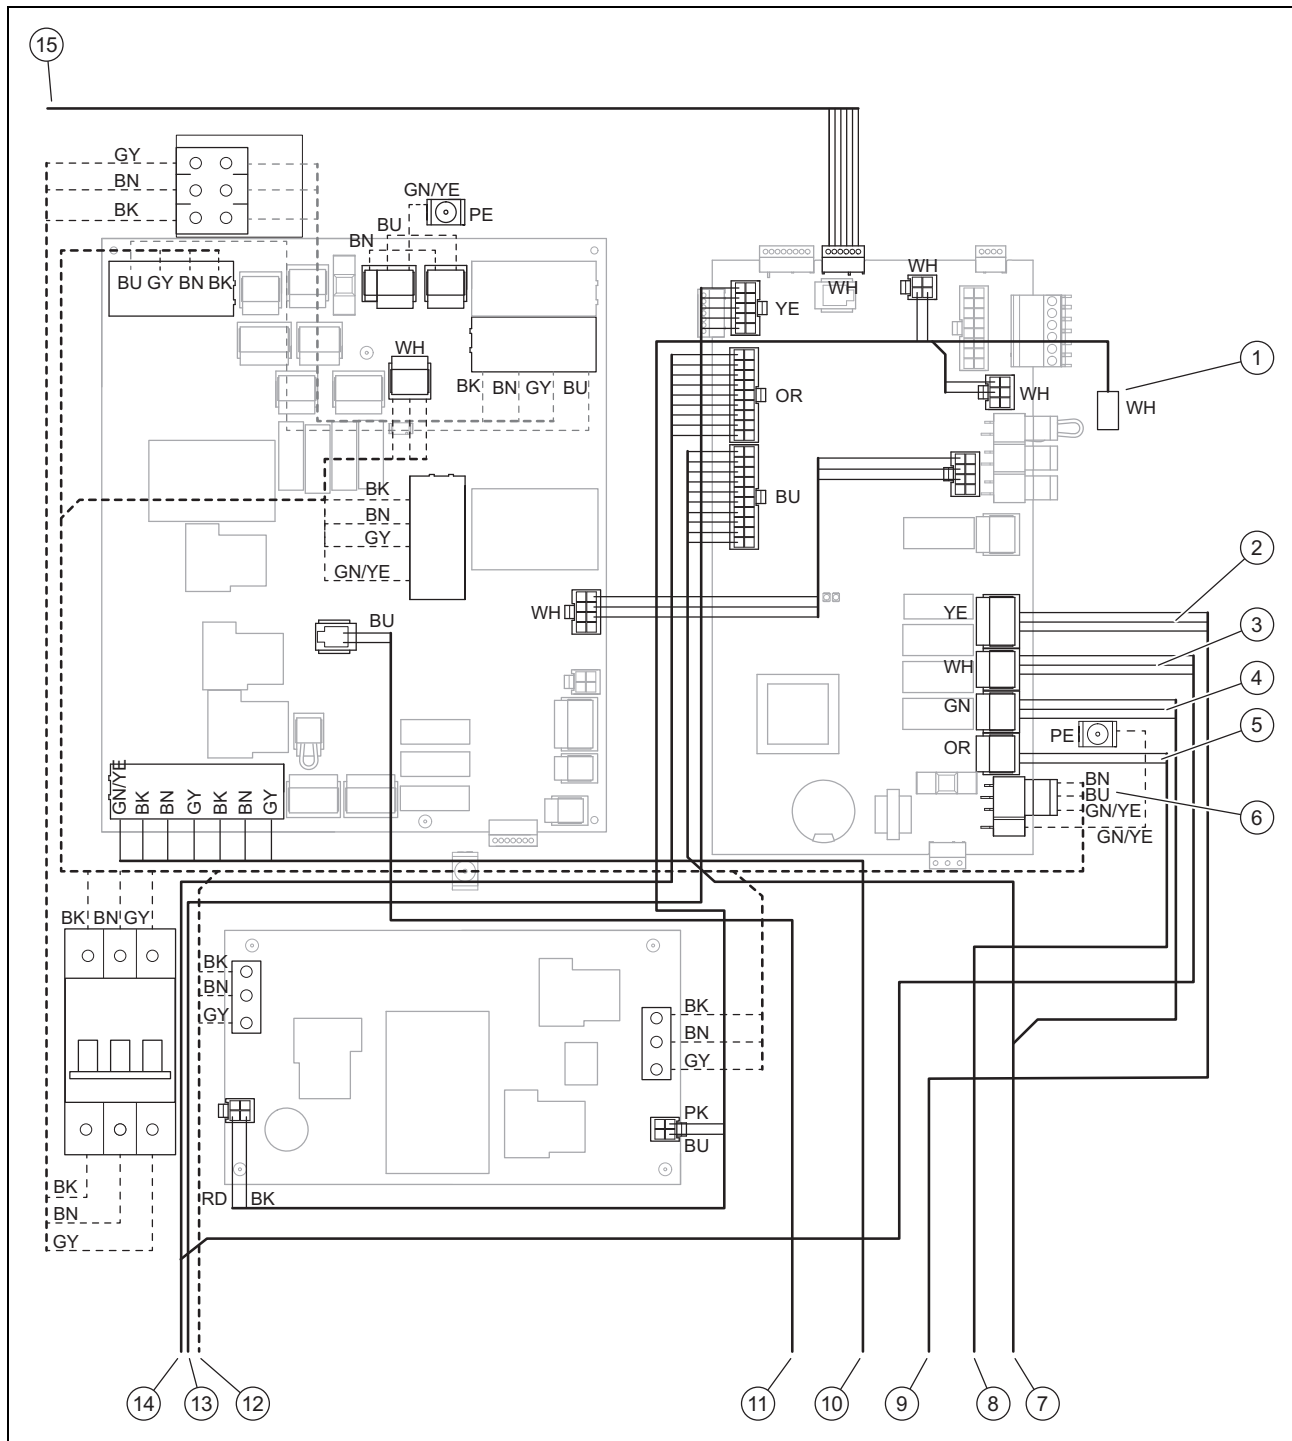 15
GY
BN
BK
GN/YE
PE
BU
BN
BU GY BN BK
WH
WH
YE
WH
BK BN GY BU
OR
WH
WH
1
BK
BN
GY
GN/YE
BU
2
WH
BU
YE
3
WH
4
GN
5
PE
OR
BN
BU
GN/YE
GN/YE
6
GN/YE BK BN GY BK BN GY
BK BN GY
BK
BN
GY
BK
BN
GY
PK
BU
RD BK
BK
BN
GY
14 13 12 11 10 9 8 7